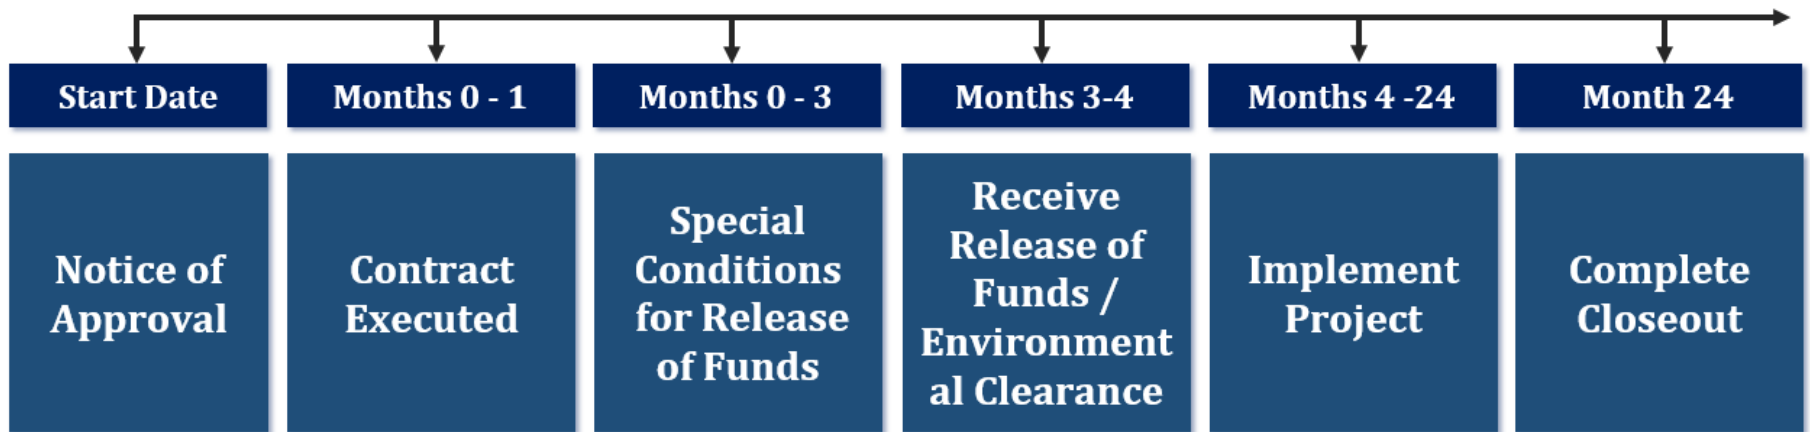 Start Date
Months 0 - 1
Months 0 - 3
Months 3-4
Months 4 -24
Month 24
Notice of
Approval
Contract
Executed
Special
Conditions
for Release
of Funds
Receive
Release of
Funds /
Environment
al Clearance
Implement
Project
Complete
Closeout